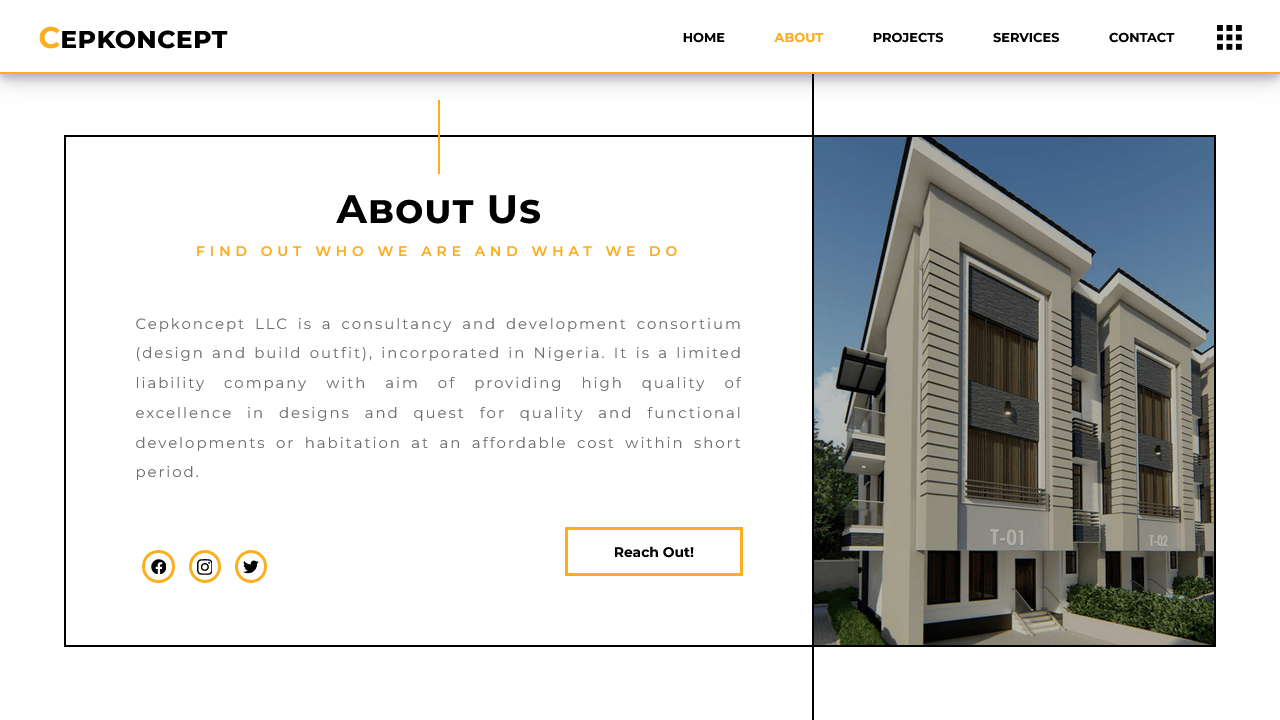 CEPKONCEPT
HOME ABOUT PROJECTS SERVICES CONTACT
ABOUT US
FIND OUT WHO WE ARE AND WHAT WE DO
Cepkoncept LLC is a consultancy and development consortium
(design and build outfit), incorporated in Nigeria. It is a limited
liability company with aim of providing high quality of
excellence in designs and quest for quality and functional
developments or habitation at an affordable cost within short
period.
Reach Out!
T-01
T-02